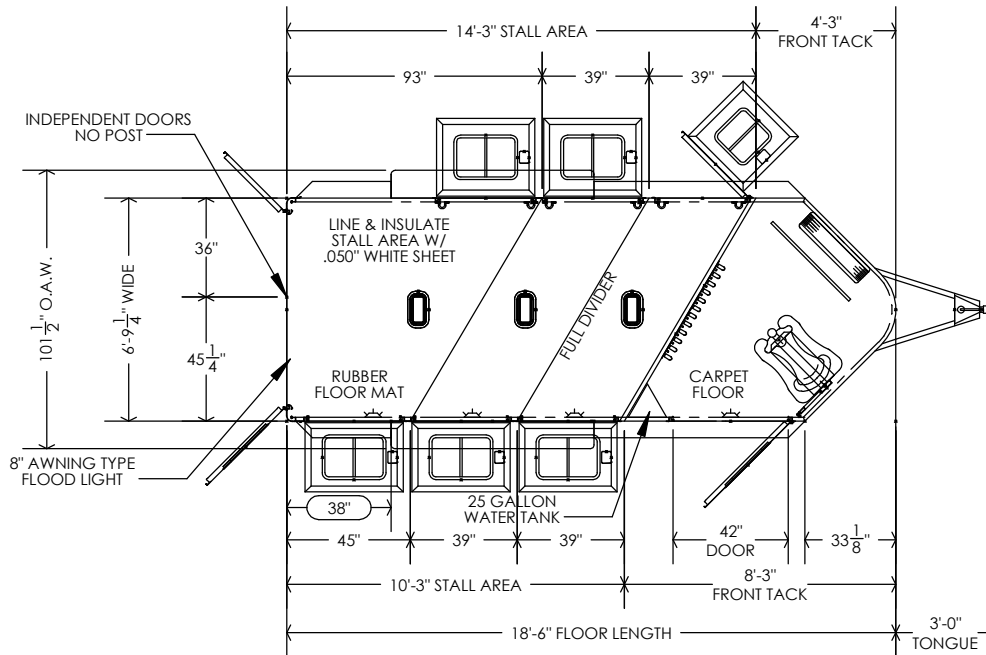 14'-3" STALL AREA
4'-3"
FRONT TACK
93"
39"
39"
INDEPENDENT DOORS
NO POST
LINE & INSULATE
STALL AREA W/
.050" WHITE SHEET
36"
101 1/2" O.A.W.
6'-9 1/4" WIDE
45 1/4"
FULL DIVIDER
RUBBER
FLOOR MAT
CARPET
FLOOR
8" AWNING TYPE
FLOOD LIGHT
25 GALLON
WATER TANK
38"
45"
39"
39"
42"
DOOR
33 1/8"
10'-3" STALL AREA
8'-3"
FRONT TACK
18'-6" FLOOR LENGTH
3'-0"
TONGUE